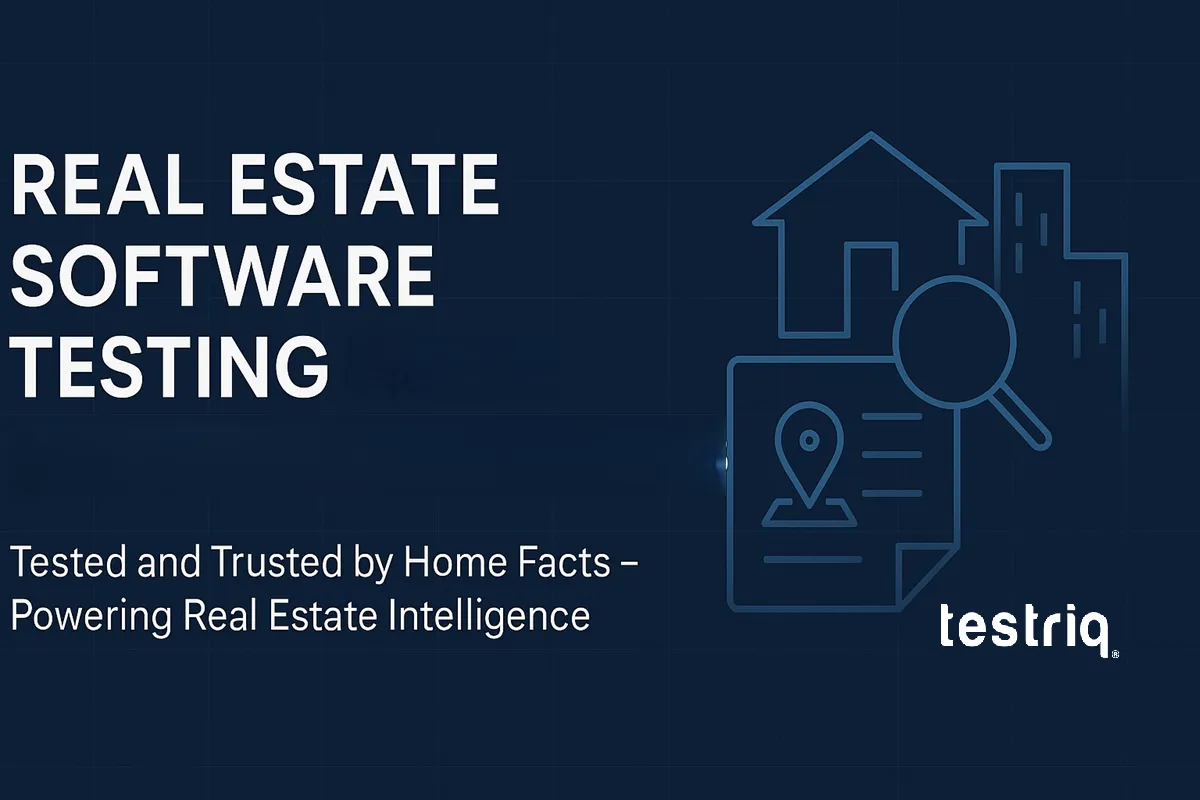 REAL ESTATE
SOFTWARE
TESTING
Tested and Trusted by Home Facts –
Powering Real Estate Intelligence
testriq®